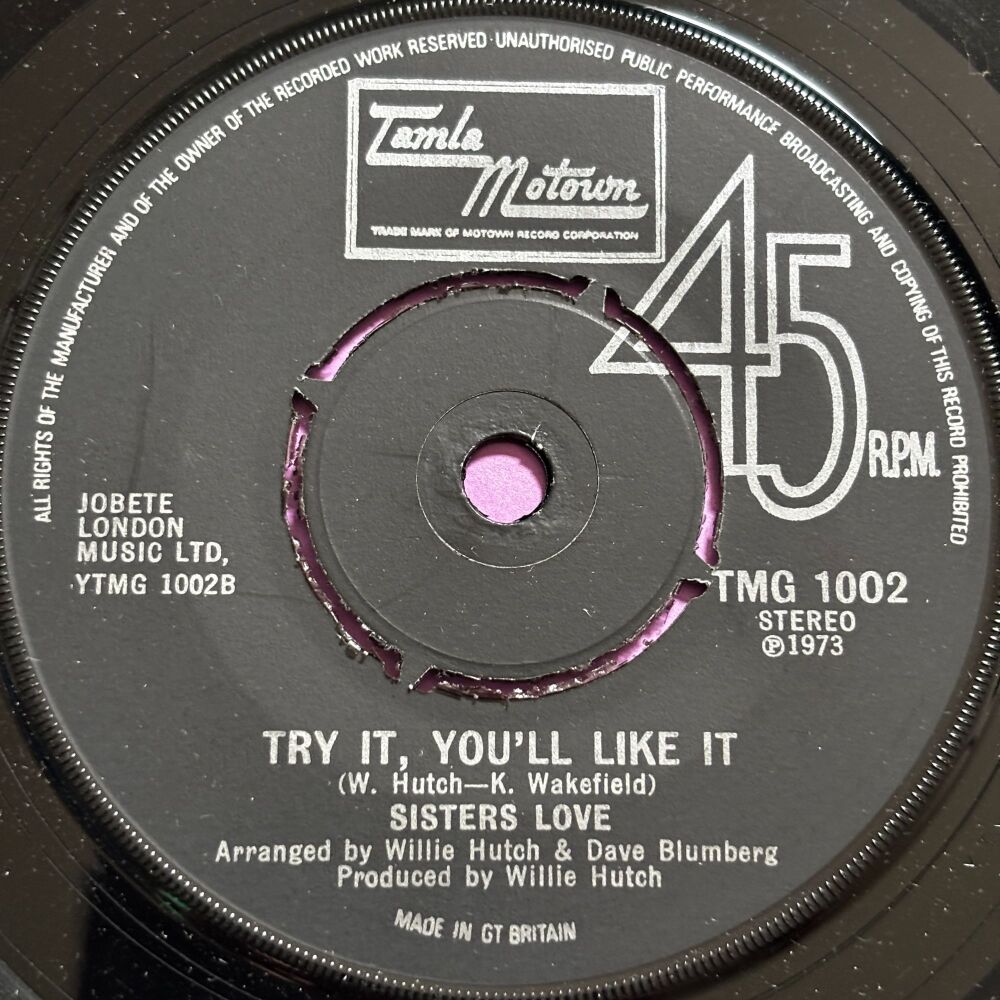 ALL RIGHTS OF THE MANUFACTURER AND OF THE OWNER OF THE RECORDED WORK RESERVED · UNAUTHORISED PUBLIC PERFORMANCE BROADCASTING AND COPYING OF THIS RECORD PROHIBITED
Tamla
Motown
TRADE MARK OF MOTOWN RECORD CORPORATION
45
R.P.M.
JOBETE
LONDON
MUSIC LTD,
YTMG 1002B
TMG 1002
STEREO
℗1973
TRY IT, YOU'LL LIKE IT
(W. Hutch—K. Wakefield)
SISTERS LOVE
Arranged by Willie Hutch & Dave Blumberg
Produced by Willie Hutch
MADE IN GT BRITAIN